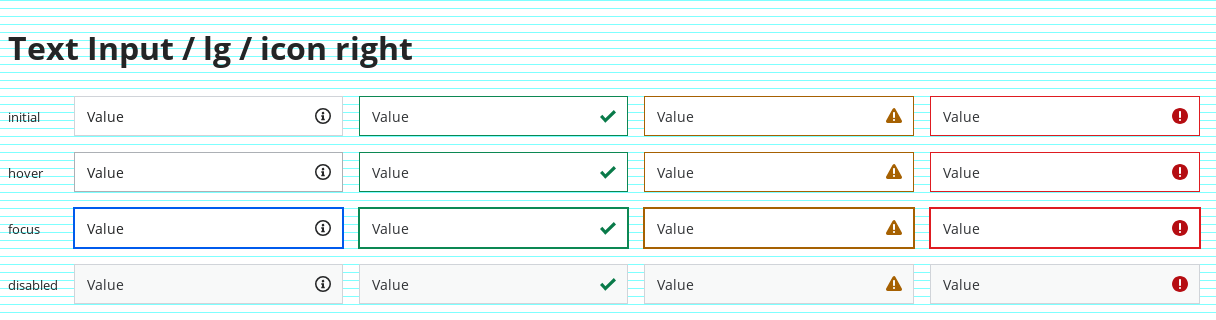 Text Input / lg / icon right
initial Value Value Value Value
hover Value Value Value Value
focus Value Value Value Value
disabled Value Value Value Value